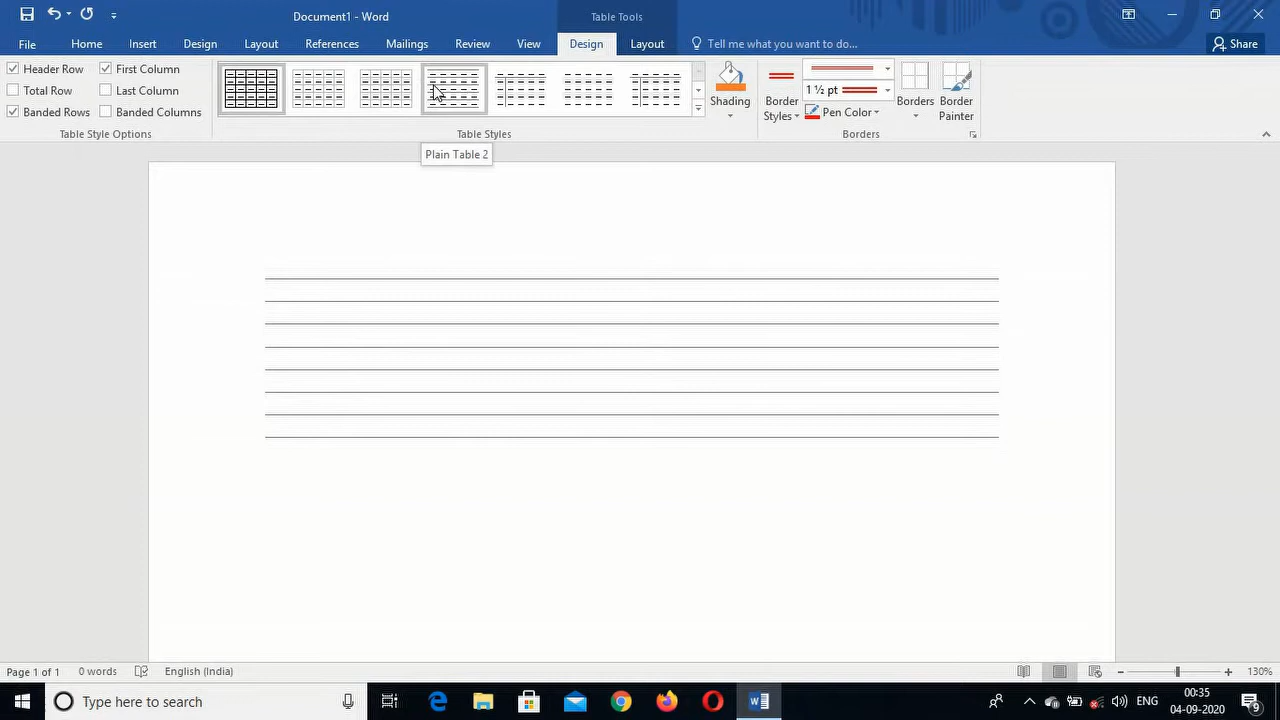 Document1 - Word
Table Tools
File Home Insert Design Layout References Mailings Review View Design Layout Tell me what you want to do... Share
Header Row First Column
Total Row Last Column
Banded Rows Banded Columns
Table Style Options
Table Styles
Shading
Border Styles
1 ½ pt
Pen Color
Borders
Border Painter
Borders
Plain Table 2
Page 1 of 1 0 words English (India) 130%
Type here to search
ENG
00:35
04-09-2020
9